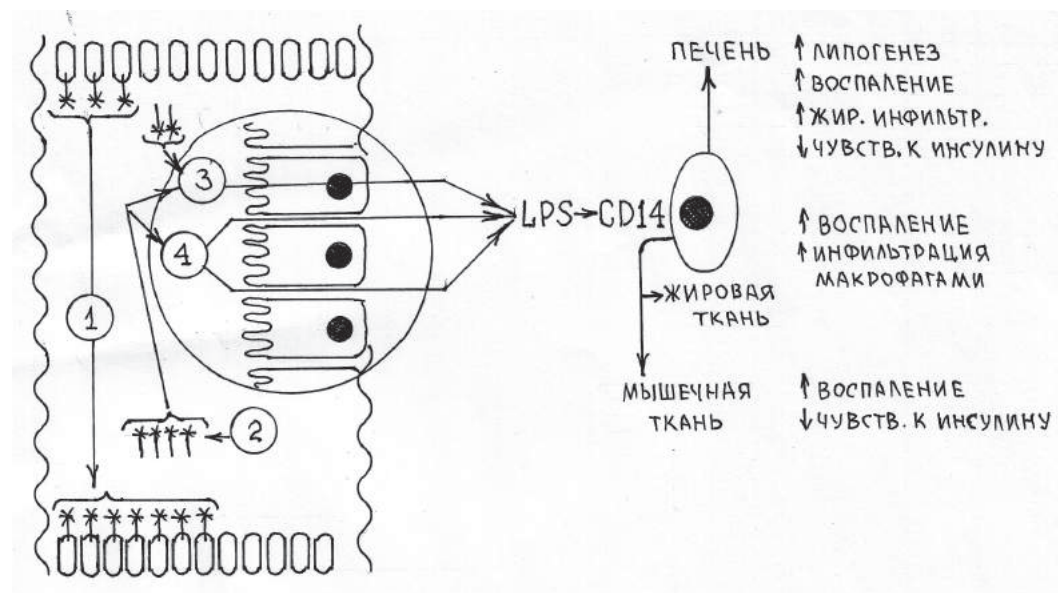 ПЕЧЕНЬ
↑ ЛИПОГЕНЕЗ
↑ ВОСПАЛЕНИЕ
↑ ЖИР. ИНФИЛЬТР.
↓ ЧУВСТВ. К ИНСУЛИНУ
3
4
LPS→CD14
↑ ВОСПАЛЕНИЕ
↑ ИНФИЛЬТРАЦИЯ
МАКРОФАГАМИ
ЖИРОВАЯ
ТКАНЬ
1
2
МЫШЕЧНАЯ
ТКАНЬ
↑ ВОСПАЛЕНИЕ
↓ ЧУВСТВ. К ИНСУЛИНУ